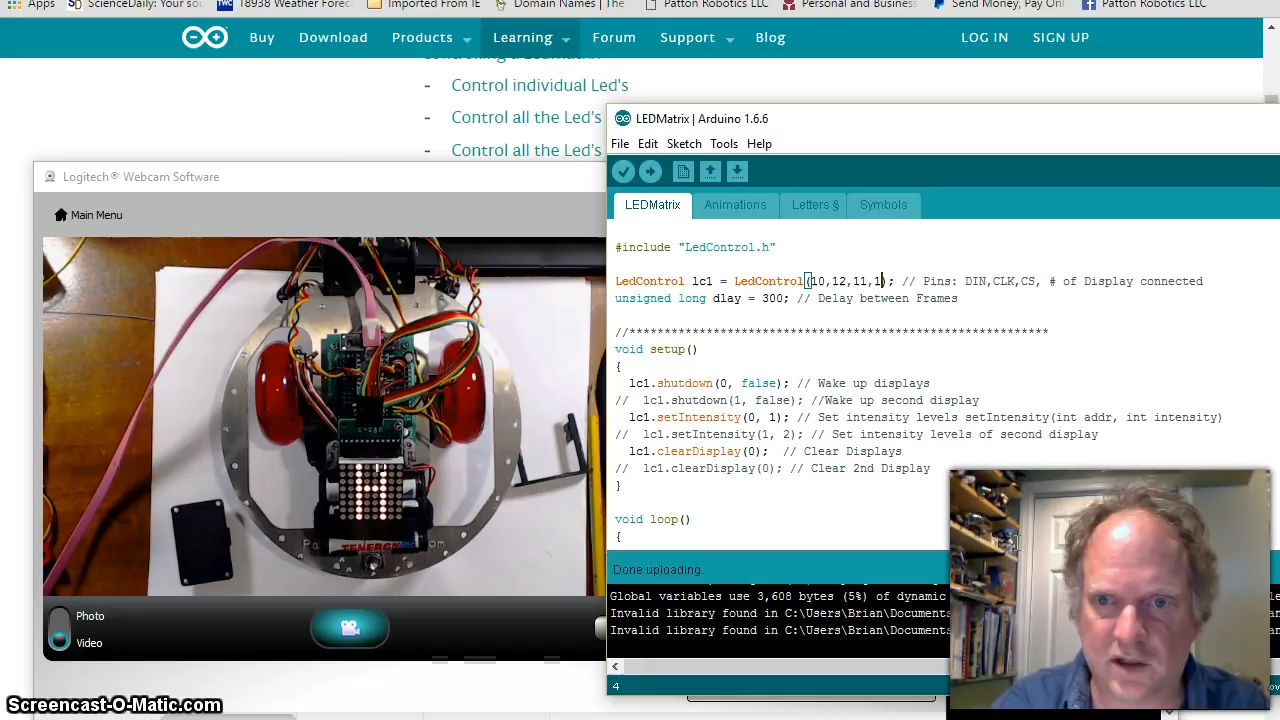 Apps
ScienceDaily: Your so
18938 Weather Foreca
Imported From IE
Domain Names | The
Patton Robotics LLC
Personal and Business
Send Money, Pay Onli
Patton Robotics LLC
Buy Download Products Learning Forum Support Blog LOG IN SIGN UP
- Control individual Led's
- Control all the Led's
- Control all the Led's
Logitech® Webcam Software
Main Menu
Photo
Video
LEDMatrix | Arduino 1.6.6
File Edit Sketch Tools Help
LEDMatrix Animations Letters § Symbols
#include "LedControl.h"
LedControl lc1 = LedControl(10,12,11,1); // Pins: DIN,CLK,CS, # of Display connected
unsigned long dlay = 300; // Delay between Frames
//************************************************************
void setup()
{
lc1.shutdown(0, false); // Wake up displays
// lc1.shutdown(1, false); //Wake up second display
lc1.setIntensity(0, 1); // Set intensity levels setIntensity(int addr, int intensity)
// lc1.setIntensity(1, 2); // Set intensity levels of second display
lc1.clearDisplay(0); // Clear Displays
// lc1.clearDisplay(0); // Clear 2nd Display
}
void loop()
{
Done uploading.
Global variables use 3,608 bytes (5%) of dynamic
Invalid library found in C:\Users\Brian\Documents
Invalid library found in C:\Users\Brian\Documents
4
TENERGY
Screencast-O-Matic.com